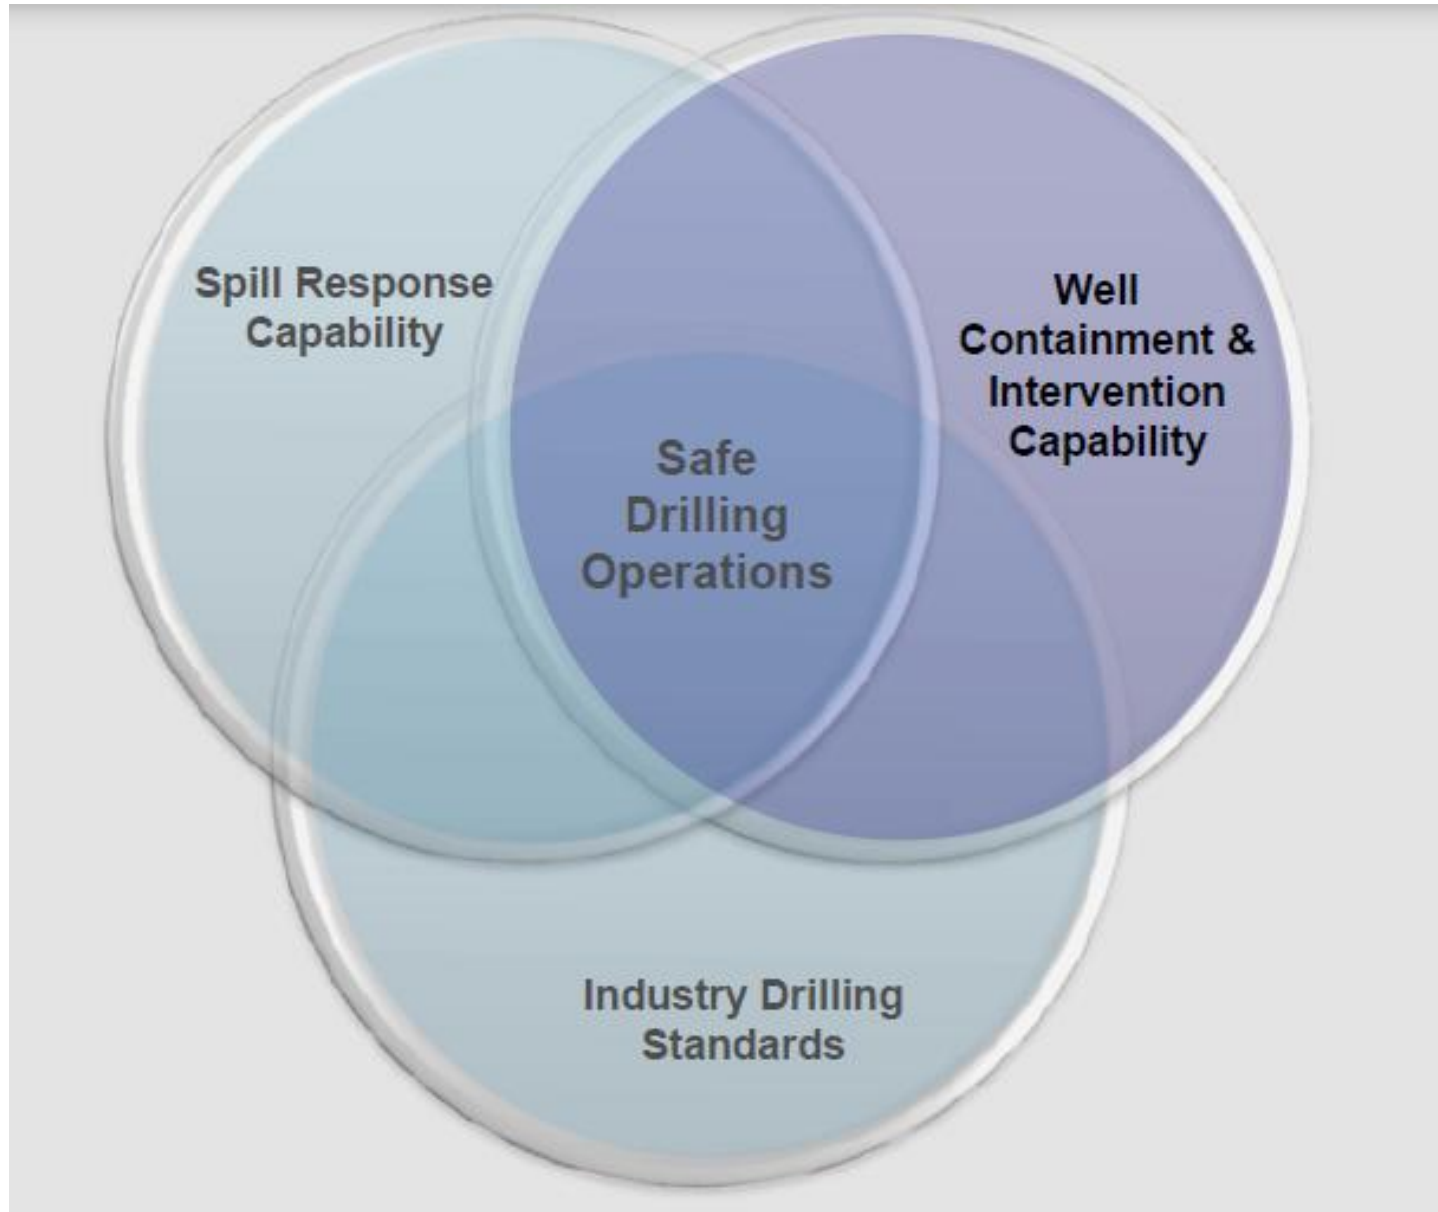 Spill Response
Capability
Well
Containment &
Intervention
Capability
Safe
Drilling
Operations
Industry Drilling
Standards